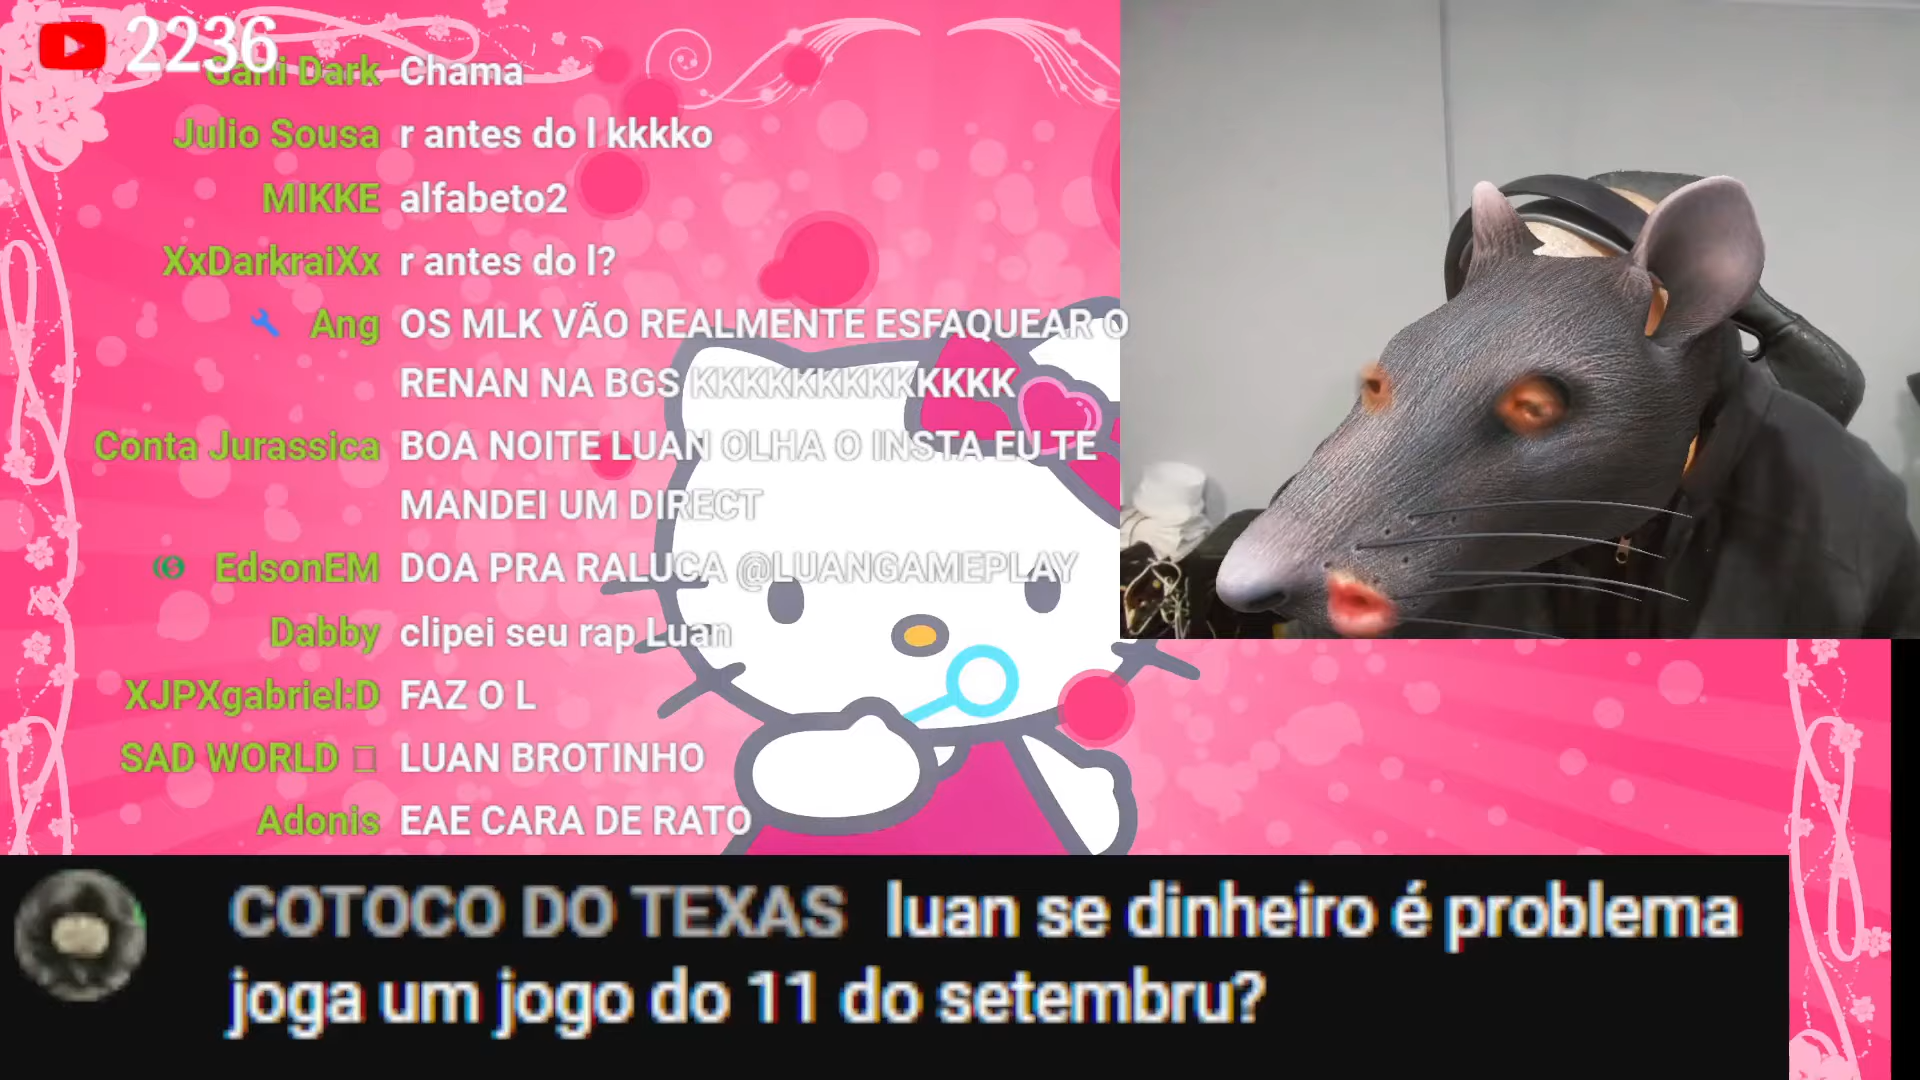 2236
Dark Chama
Julio Sousa r antes do l kkkko
MIKKE alfabeto2
XxDarkraiXx r antes do l?
Ang OS MLK VÃO REALMENTE ESFAQUEAR O
RENAN NA BGS KKKKKKKKKKKKKK
Conta Jurassica BOA NOITE LUAN OLHA O INSTA EU TE
MANDEI UM DIRECT
EdsonEM DOA PRA RALUCA @LUANGAMEPLAY
Dabby clipei seu rap Luan
XJPXgabriel:D FAZ O L
SAD WORLD LUAN BROTINHO
Adonis EAE CARA DE RATO
COTOCO DO TEXAS luan se dinheiro é problema
joga um jogo do 11 do setembru?